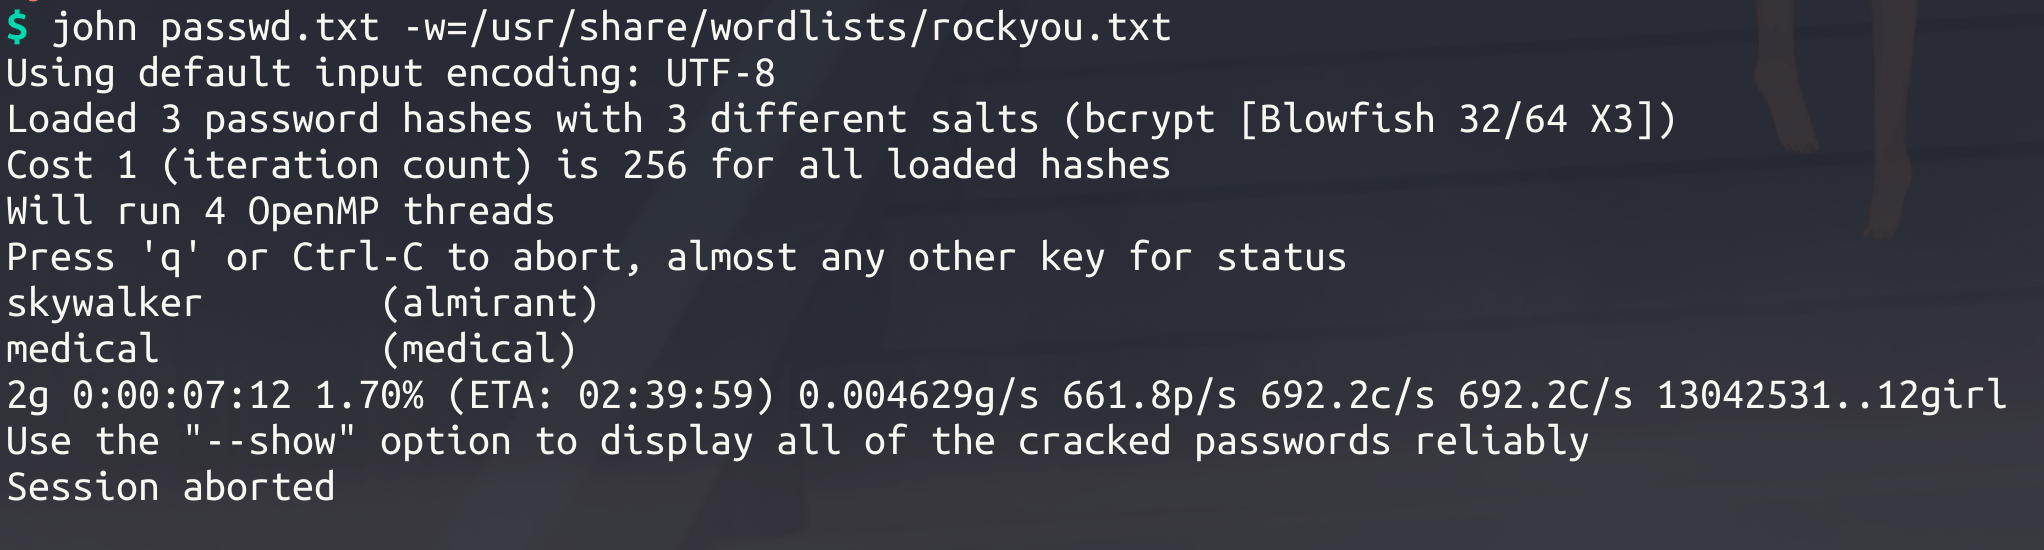 $ john passwd.txt -w=/usr/share/wordlists/rockyou.txt
Using default input encoding: UTF-8
Loaded 3 password hashes with 3 different salts (bcrypt [Blowfish 32/64 X3])
Cost 1 (iteration count) is 256 for all loaded hashes
Will run 4 OpenMP threads
Press 'q' or Ctrl-C to abort, almost any other key for status
skywalker        (almirant)
medical          (medical)
2g 0:00:07:12 1.70% (ETA: 02:39:59) 0.004629g/s 661.8p/s 692.2c/s 692.2C/s 13042531..12girl
Use the "--show" option to display all of the cracked passwords reliably
Session aborted